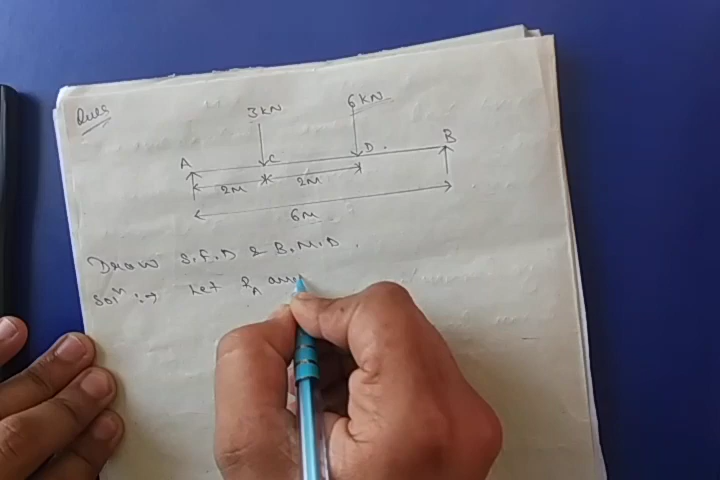 Ques
3KN 6KN
A C D. B
2M 2M
6M
Draw S.F.D & B.M.D.
Solⁿ :→ Let R_A an